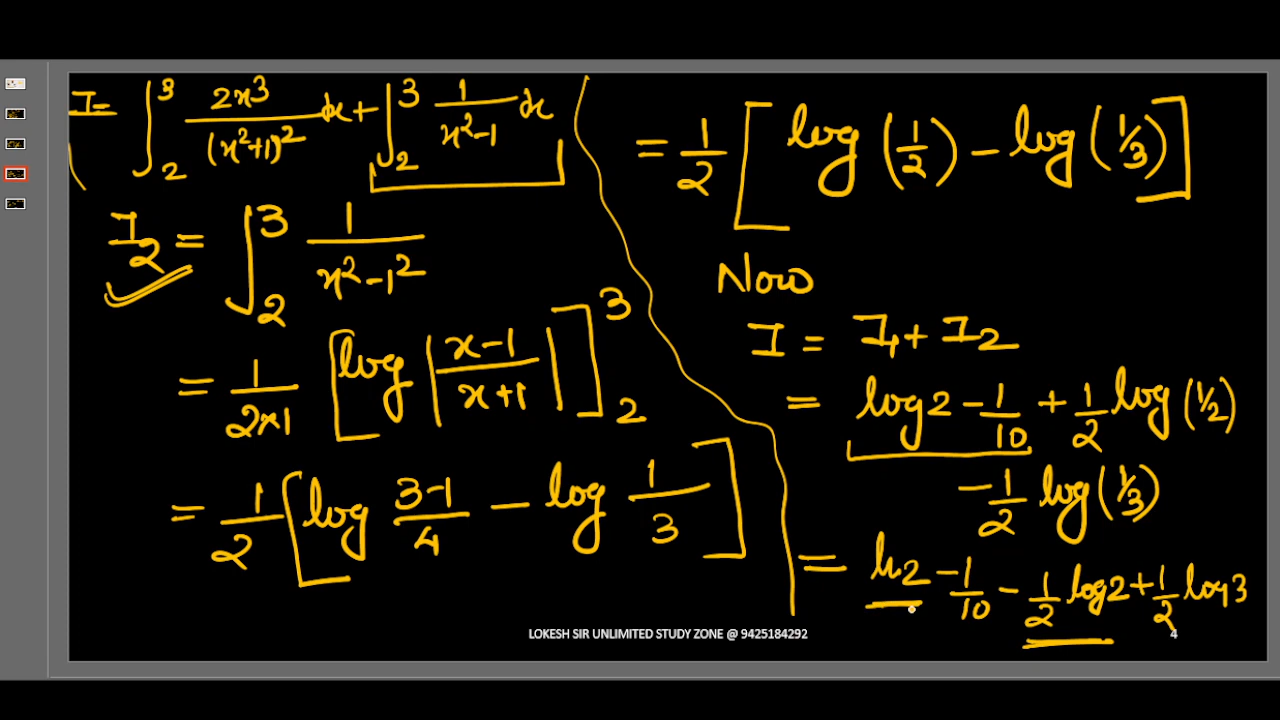 I = ∫₂³ 2x³/(x²+1)² dx + ∫₂³ 1/(x²-1) dx
I₂ = ∫₂³ 1/(x²-1²)
= 1/(2×1) [log |(x-1)/(x+1)|]₂³
= 1/2 [log (3-1)/4 - log 1/3]
= 1/2 [log (1/2) - log (1/3)]
Now
I = I₁ + I₂
= log2 - 1/10 + 1/2 log (1/2)
- 1/2 log (1/3)
= ln2 - 1/10 - 1/2 log2 + 1/2 log3
LOKESH SIR UNLIMITED STUDY ZONE @ 9425184292
4